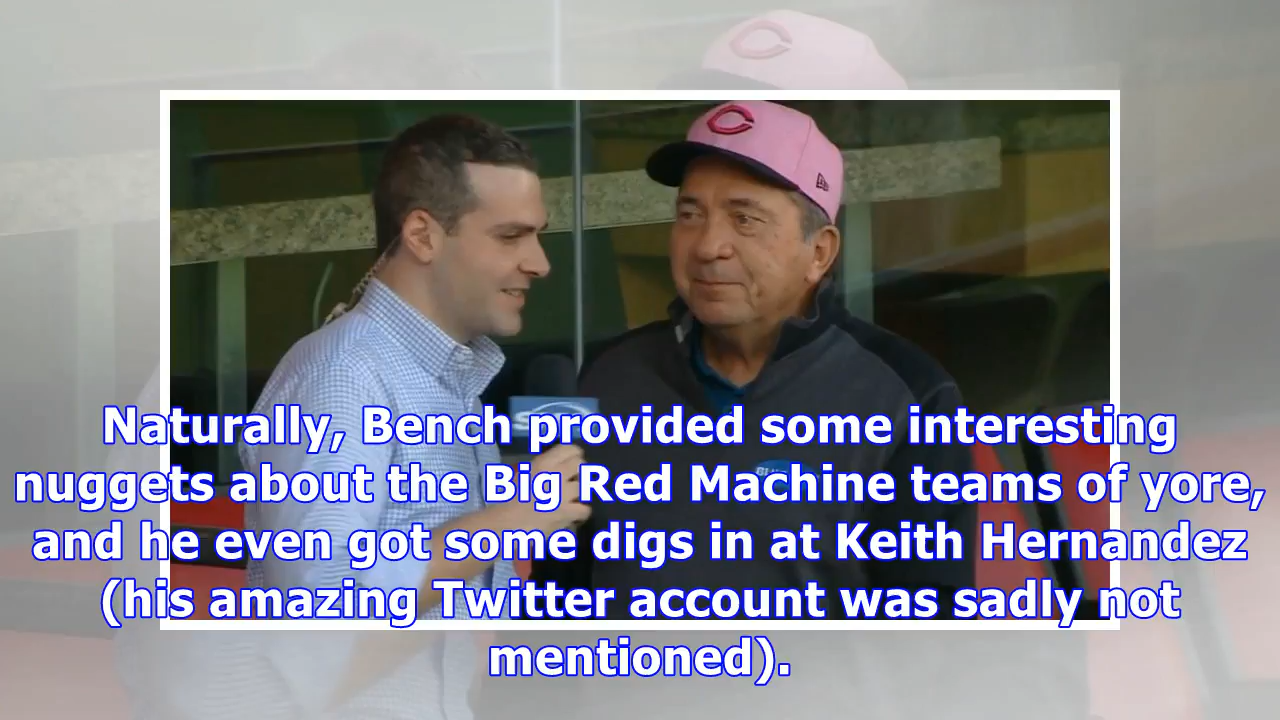 Naturally, Bench provided some interesting
nuggets about the Big Red Machine teams of yore,
and he even got some digs in at Keith Hernandez
(his amazing Twitter account was sadly not
mentioned).